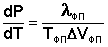 dP/dT = λ_ФП / T_ФП ΔV_ФП